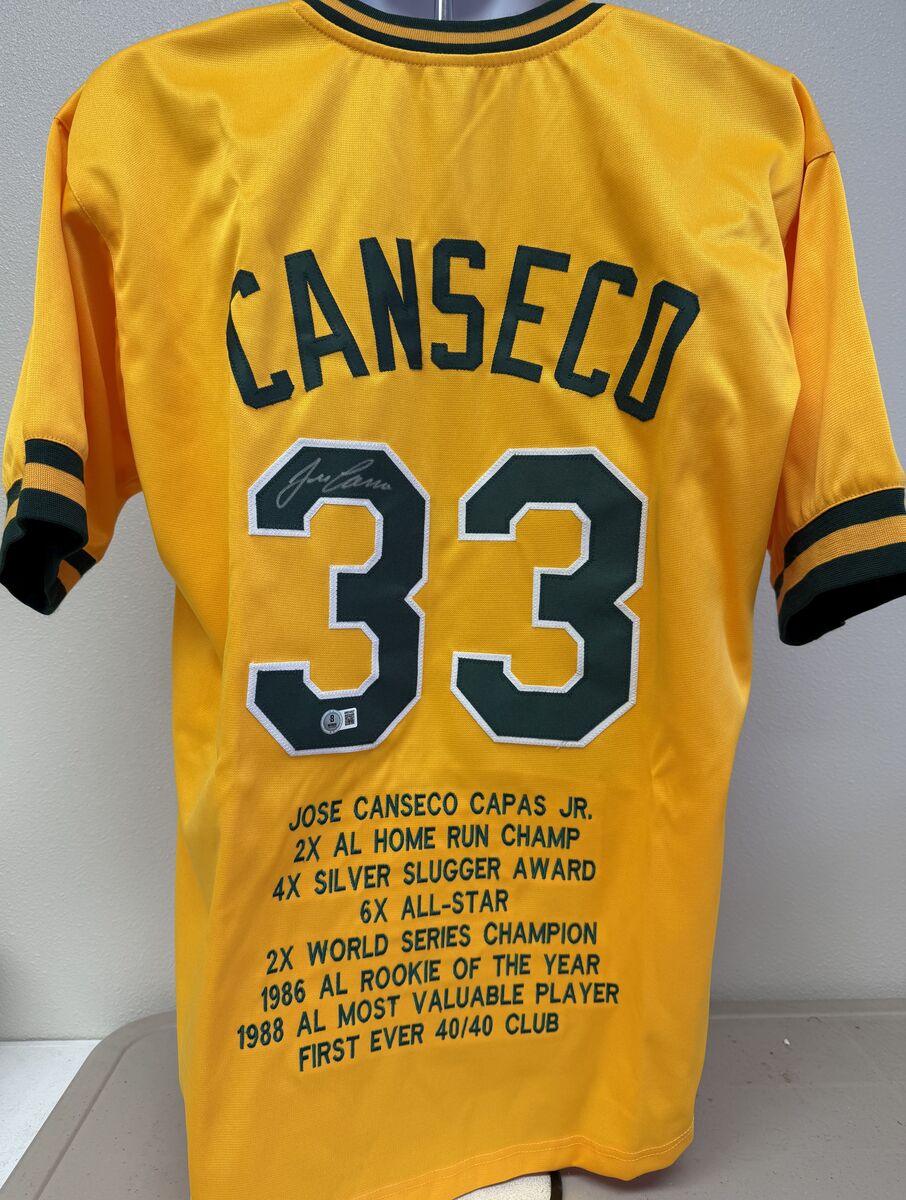 CANSECO
33
JOSE CANSECO CAPAS JR.
2X AL HOME RUN CHAMP
4X SILVER SLUGGER AWARD
6X ALL-STAR
2X WORLD SERIES CHAMPION
1986 AL ROOKIE OF THE YEAR
1988 AL MOST VALUABLE PLAYER
FIRST EVER 40/40 CLUB